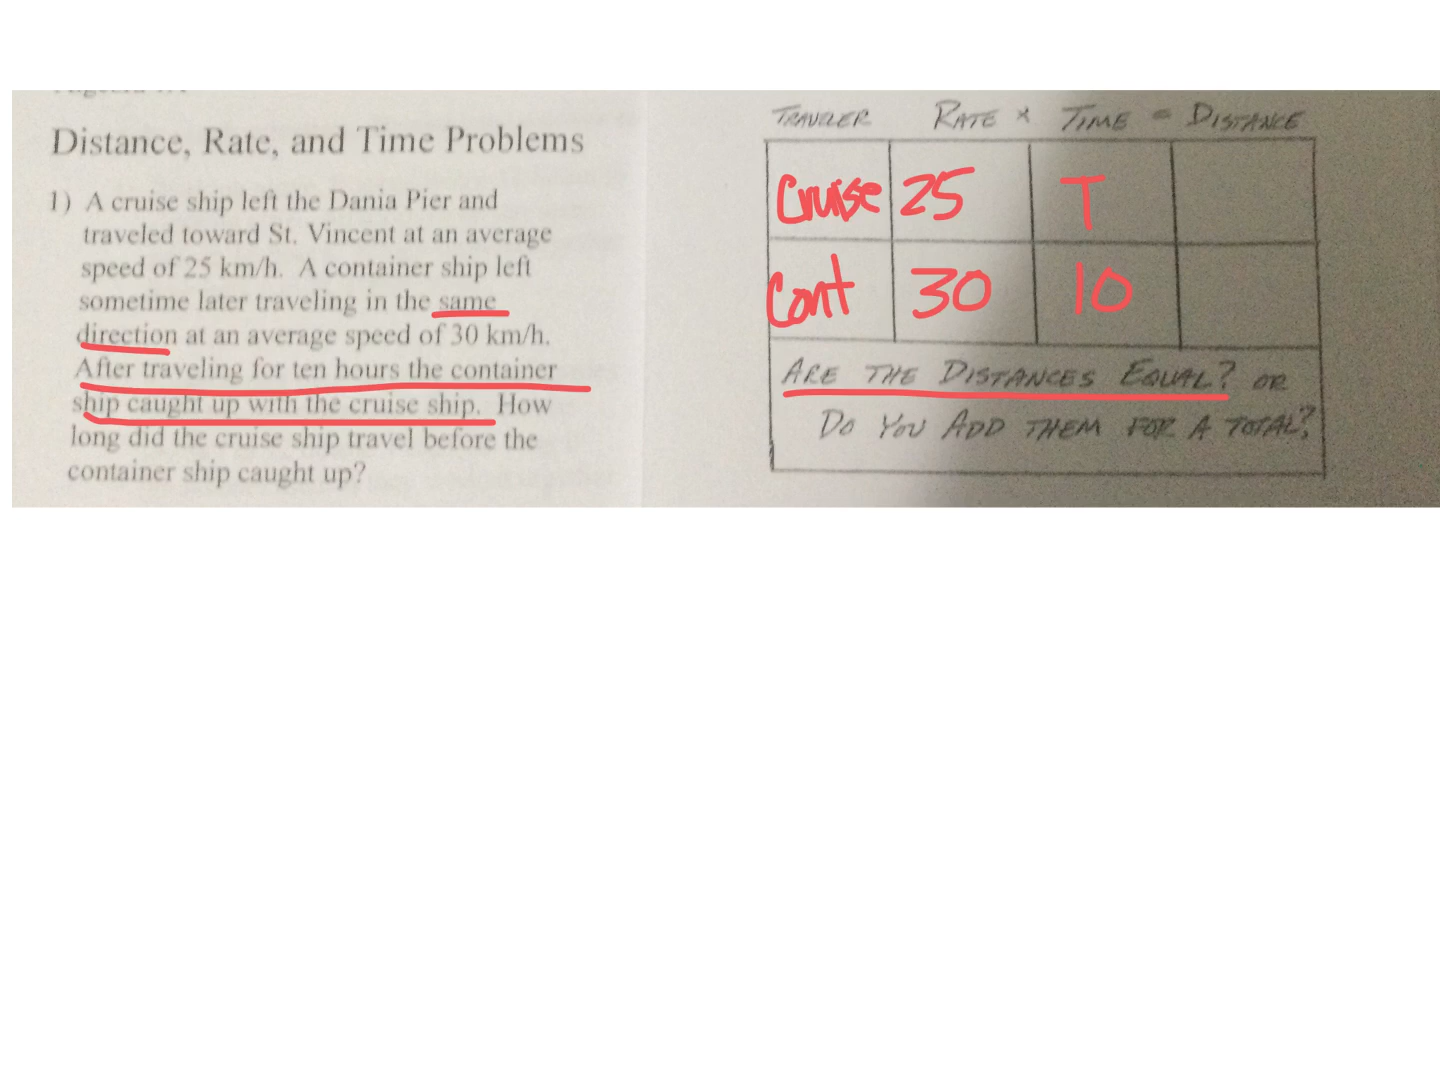 Distance, Rate, and Time Problems
1) A cruise ship left the Dania Pier and
traveled toward St. Vincent at an average
speed of 25 km/h. A container ship left
sometime later traveling in the same
direction at an average speed of 30 km/h.
After traveling for ten hours the container
ship caught up with the cruise ship. How
long did the cruise ship travel before the
container ship caught up?
TRAVELER RATE × TIME = DISTANCE
Cruise 25 T
Cont 30 10
ARE THE DISTANCES EQUAL? OR
DO YOU ADD THEM FOR A TOTAL?